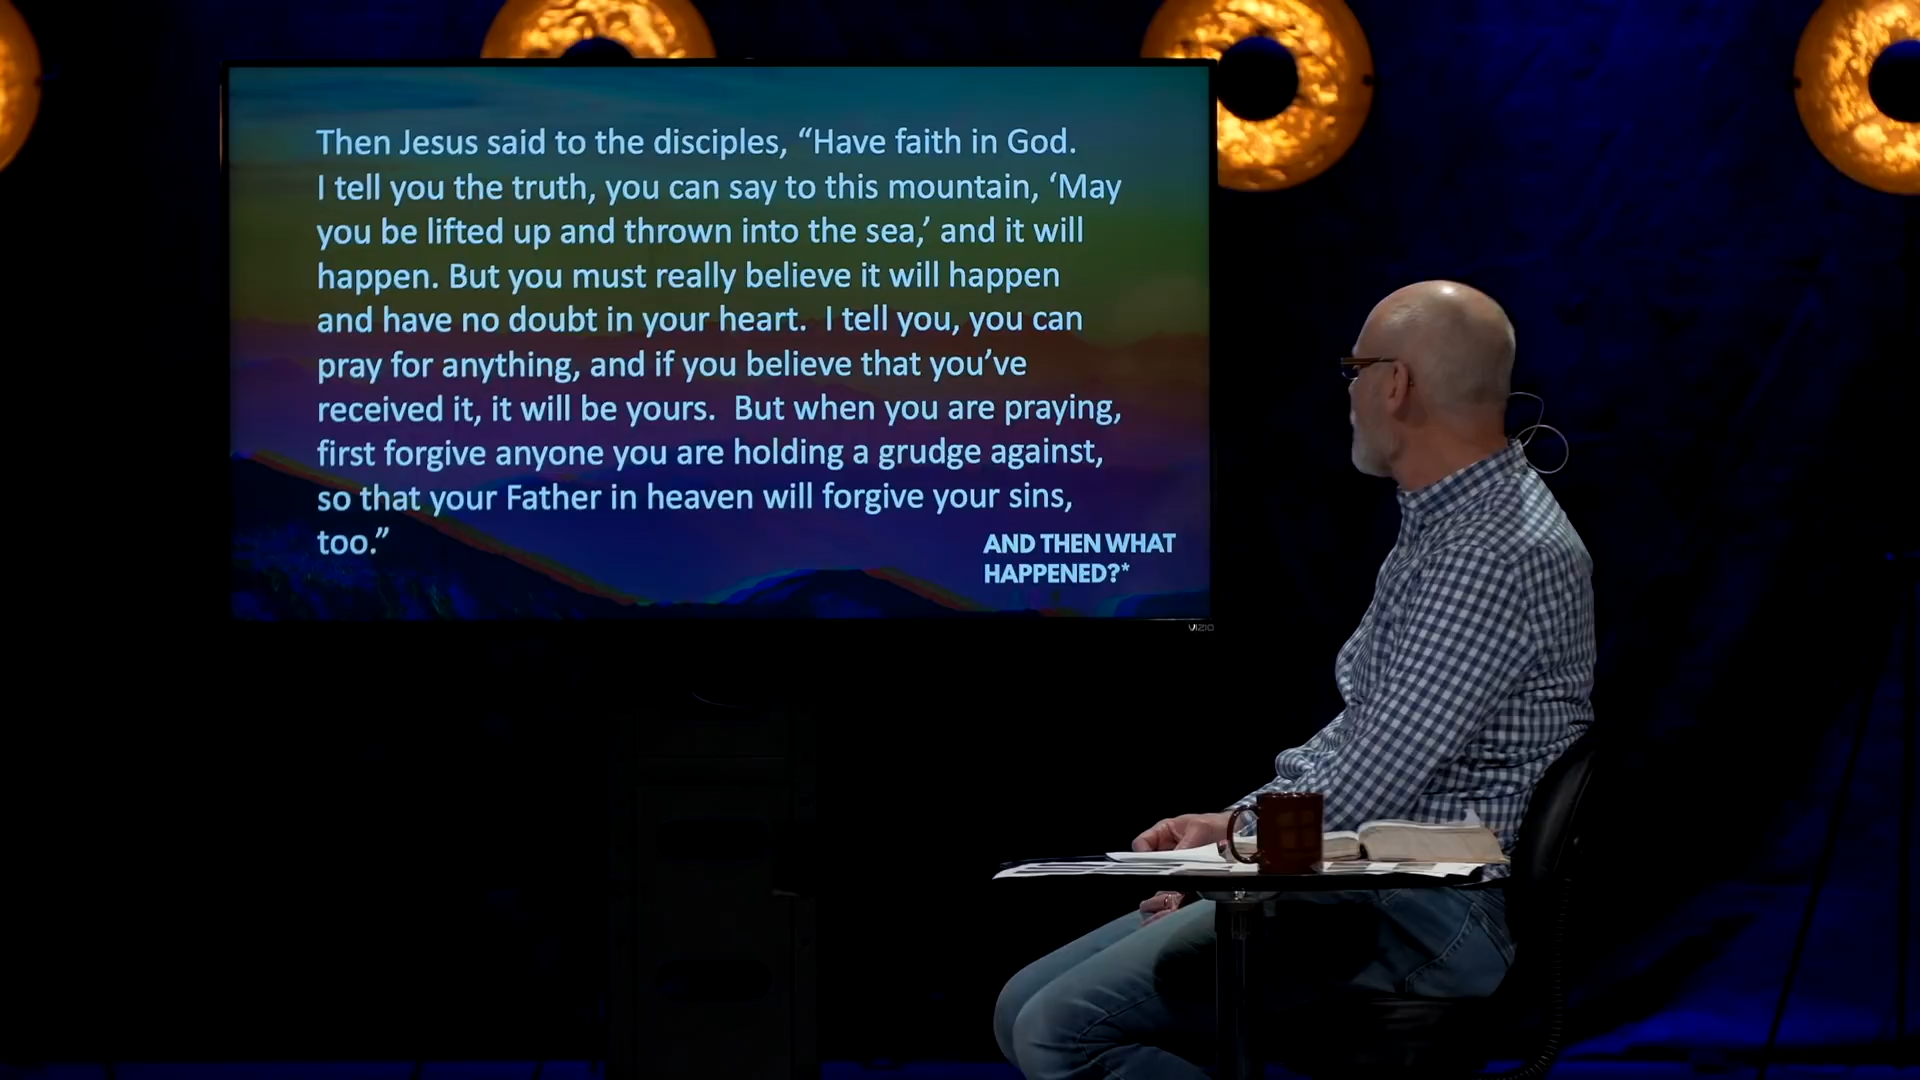 Then Jesus said to the disciples, “Have faith in God.
I tell you the truth, you can say to this mountain, ‘May
you be lifted up and thrown into the sea,’ and it will
happen. But you must really believe it will happen
and have no doubt in your heart.  I tell you, you can
pray for anything, and if you believe that you’ve
received it, it will be yours.  But when you are praying,
first forgive anyone you are holding a grudge against,
so that your Father in heaven will forgive your sins,
too.”
AND THEN WHAT
HAPPENED?*
VIZIO